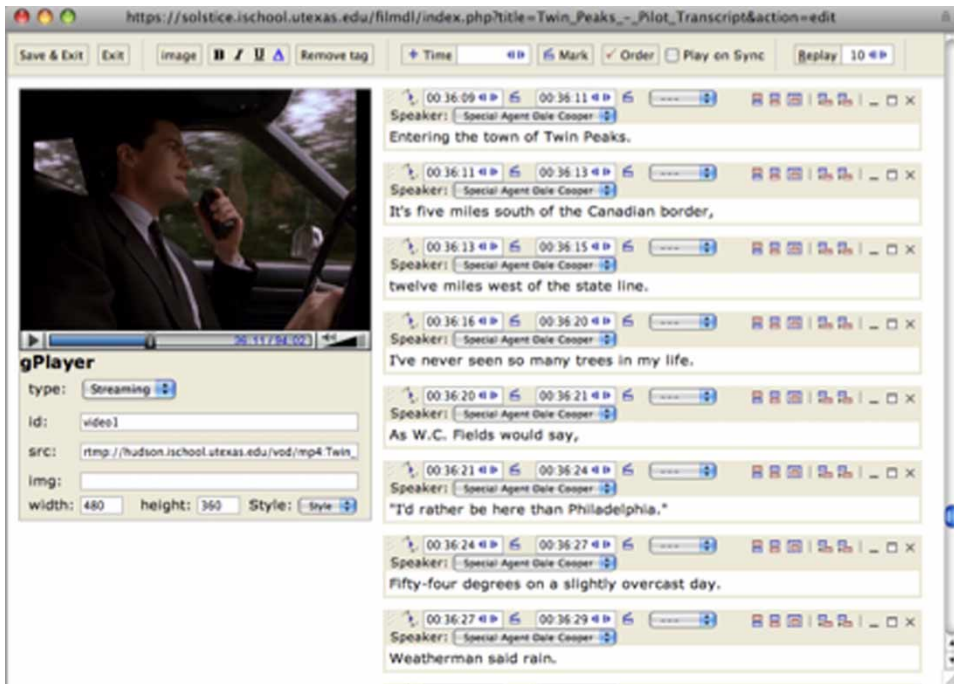 https://solstice.ischool.utexas.edu/filmdl/index.php?title=Twin_Peaks_-_Pilot_Transcript&action=edit
Save & Exit Exit image B I U A Remove tag + Time Mark ✓ Order Play on Sync Replay 10
36:11/94:02
gPlayer
type: Streaming
id: video1
src: rtmp://hudson.ischool.utexas.edu/vod/mp4:Twin_
img:
width: 480 height: 360 Style: Style
00:36:09 00:36:11 ---
Speaker: Special Agent Dale Cooper
Entering the town of Twin Peaks.
00:36:11 00:36:13 ---
Speaker: Special Agent Dale Cooper
It's five miles south of the Canadian border,
00:36:13 00:36:15 ---
Speaker: Special Agent Dale Cooper
twelve miles west of the state line.
00:36:16 00:36:20 ---
Speaker: Special Agent Dale Cooper
I've never seen so many trees in my life.
00:36:20 00:36:21 ---
Speaker: Special Agent Dale Cooper
As W.C. Fields would say,
00:36:21 00:36:24 ---
Speaker: Special Agent Dale Cooper
"I'd rather be here than Philadelphia."
00:36:24 00:36:27 ---
Speaker: Special Agent Dale Cooper
Fifty-four degrees on a slightly overcast day.
00:36:27 00:36:29 ---
Speaker: Special Agent Dale Cooper
Weatherman said rain.